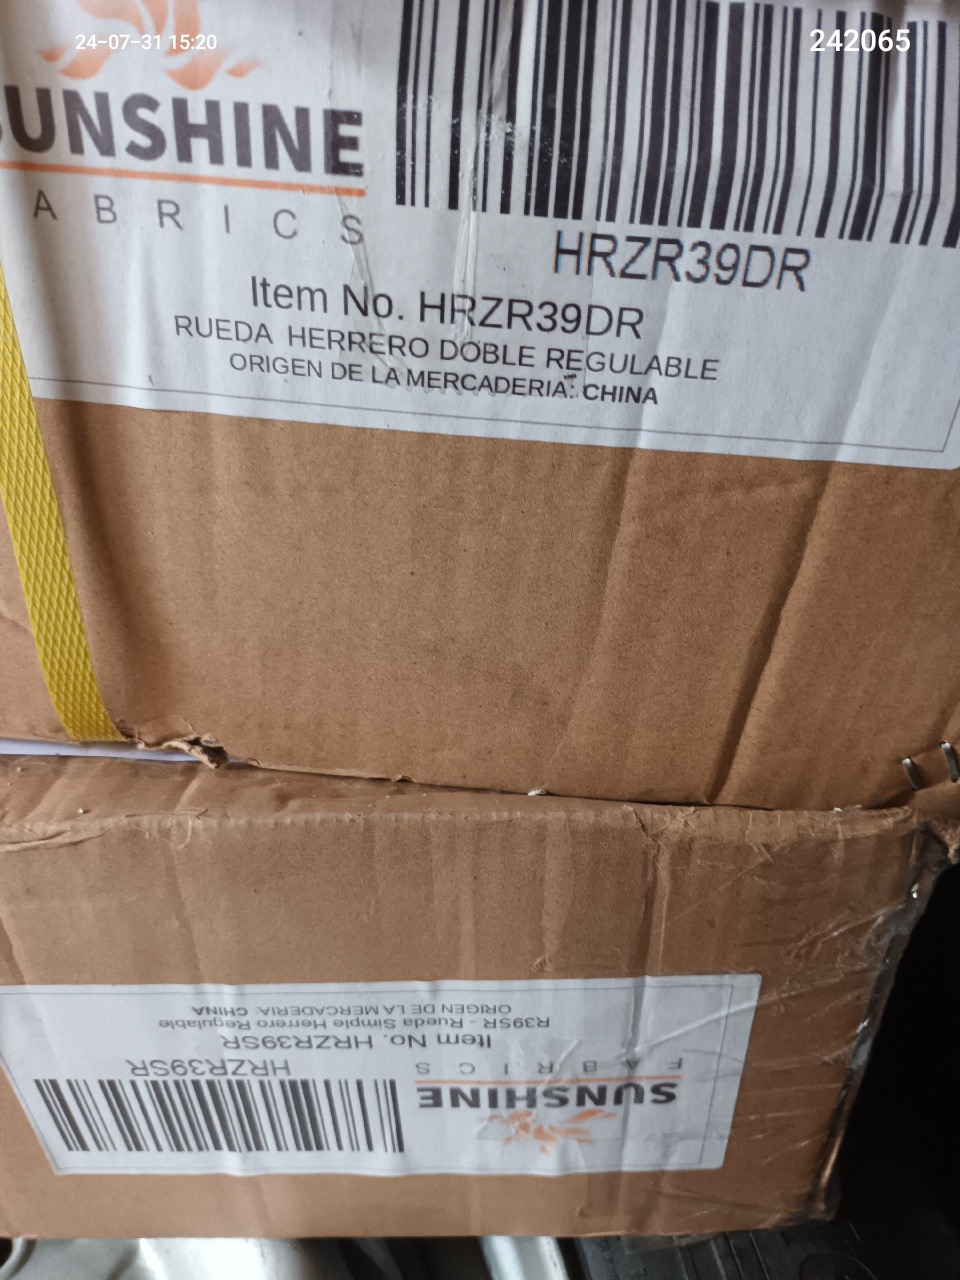 24-07-31 15:20
242065
SUNSHINE
FABRICS
HRZR39DR
Item No. HRZR39DR
RUEDA HERRERO DOBLE REGULABLE
ORIGEN DE LA MERCADERIA: CHINA
SUNSHINE
FABRICS
HRZR39SR
Item No. HRZR39SR
R39SR - Rueda Simple Herrero Regulable
ORIGEN DE LA MERCADERIA: CHINA